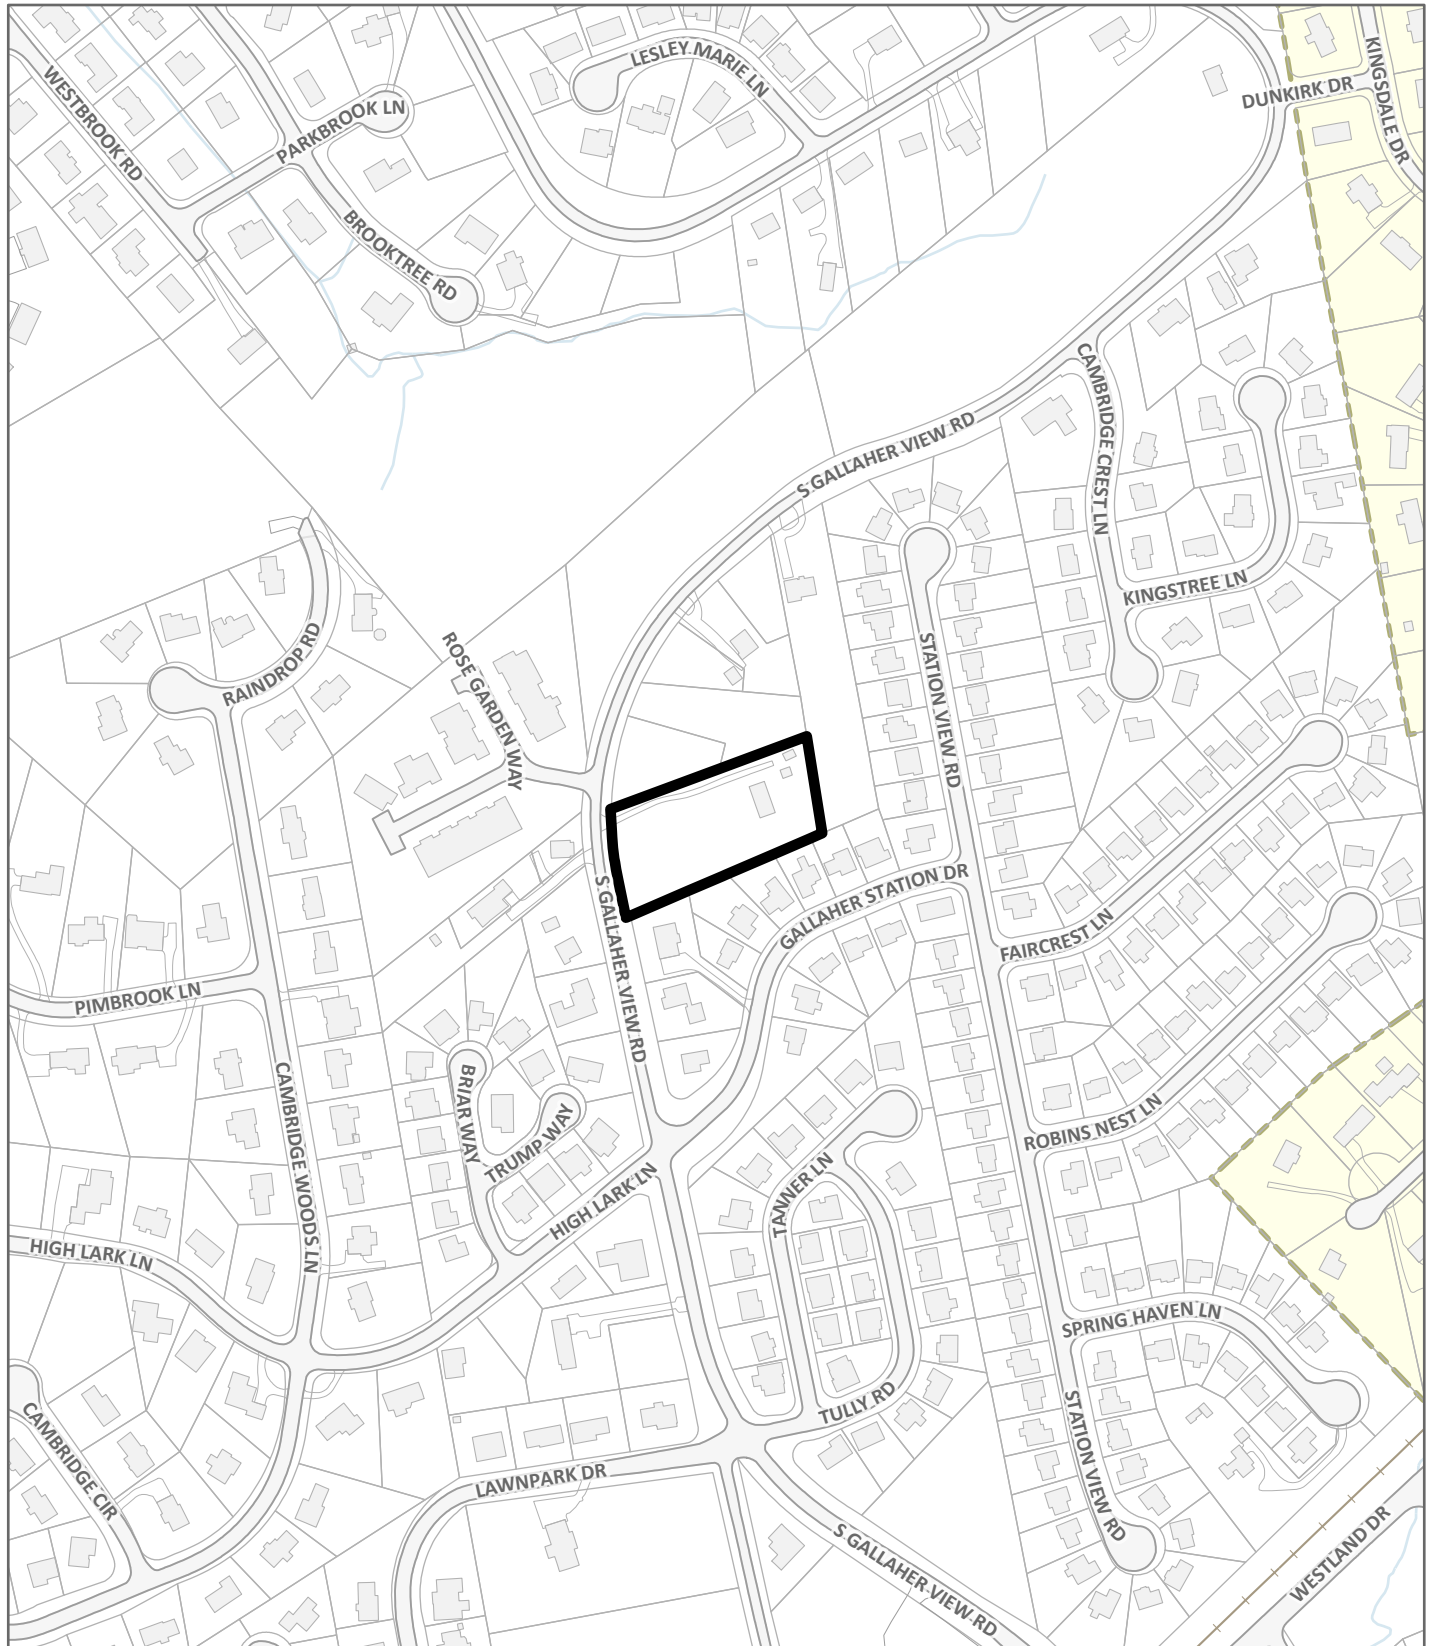 LESLEY MARIE LN
KINGSDALE DR
DUNKIRK DR
WESTBROOK RD
PARKBROOK LN
BROOKTREE RD
CAMBRIDGE CREST LN
S GALLAHER VIEW RD
KINGSTREE LN
RAINDROP RD
ROSE GARDEN WAY
STATION VIEW RD
GALLAHER STATION DR
S GALLAHER VIEW RD
FAIRCREST LN
PIMBROOK LN
CAMBRIDGE WOODS LN
BRIAR WAY
TRUMP WAY
ROBINS NEST LN
TANNER LN
HIGH LARK LN
HIGH LARK LN
SPRING HAVEN LN
TULLY RD
STATION VIEW RD
CAMBRIDGE CIR
LAWNPARK DR
S GALLAHER VIEW RD
WESTLAND DR